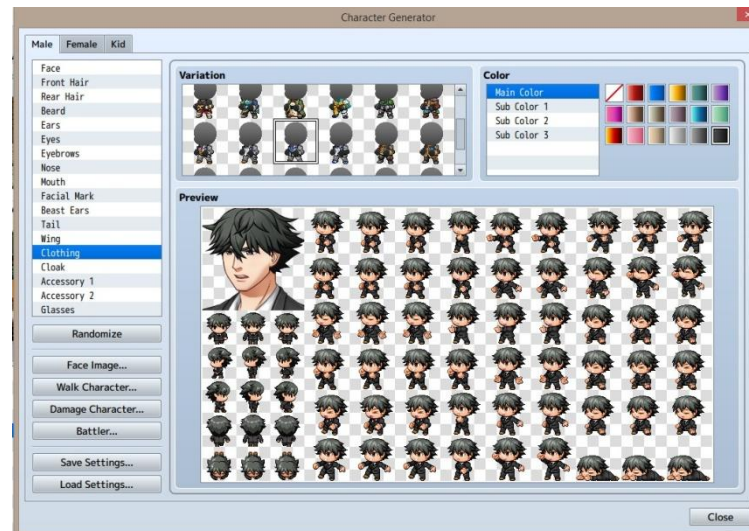 Character Generator
Male Female Kid
Face
Front Hair
Rear Hair
Beard
Ears
Eyes
Eyebrows
Nose
Mouth
Facial Mark
Beast Ears
Tail
Wing
Clothing
Cloak
Accessory 1
Accessory 2
Glasses
Randomize
Face Image...
Walk Character...
Damage Character...
Battler...
Save Settings...
Load Settings...
Variation
Color
Main Color
Sub Color 1
Sub Color 2
Sub Color 3
Preview
Close